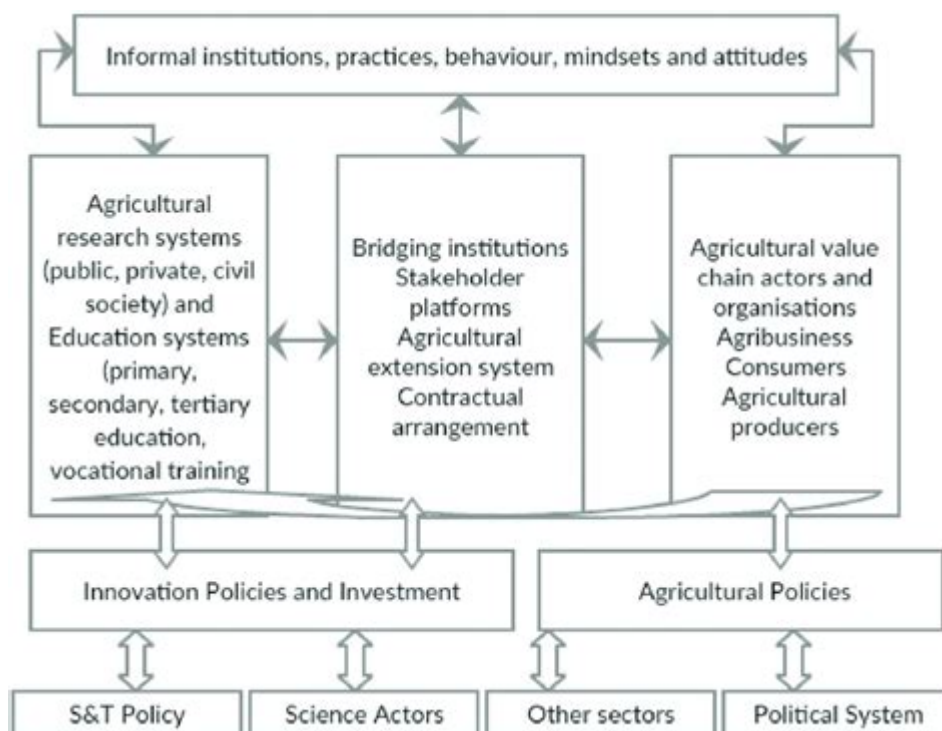 Informal institutions, practices, behaviour, mindsets and attitudes
Agricultural
research systems
(public, private, civil
society) and
Education systems
(primary,
secondary, tertiary
education,
vocational training
Bridging institutions
Stakeholder
platforms
Agricultural
extension system
Contractual
arrangement
Agricultural value
chain actors and
organisations
Agribusiness
Consumers
Agricultural
producers
Innovation Policies and Investment
Agricultural Policies
S&T Policy
Science Actors
Other sectors
Political System